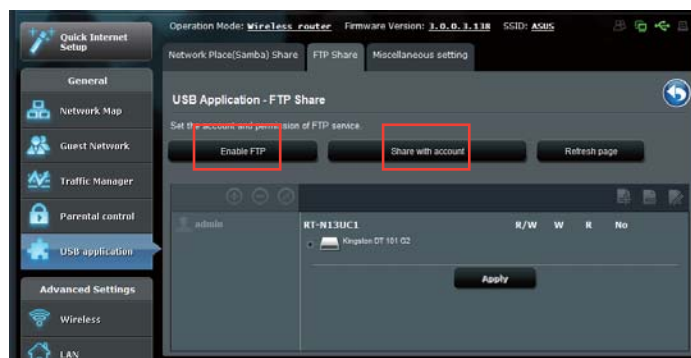 Operation Mode: Wireless router Firmware Version: 3.0.0.3.138 SSID: ASUS
Quick Internet
Setup
Network Place(Samba) Share FTP Share Miscellaneous setting
General
Network Map
Guest Network
Traffic Manager
Parental control
USB application
Advanced Settings
Wireless
LAN
USB Application - FTP Share
Set the account and permission of FTP service.
Enable FTP Share with account Refresh page
admin RT-N13UC1 R/W W R No
Kingston DT 101 G2
Apply